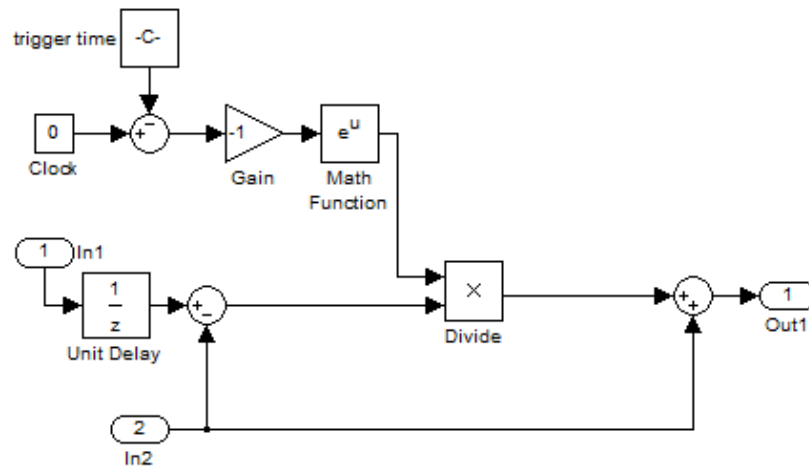 trigger time
-C-
0
Clock
+
−
-1
Gain
e^u
Math
Function
1
In1
1
z
Unit Delay
+
−
×
Divide
+
+
1
Out1
2
In2